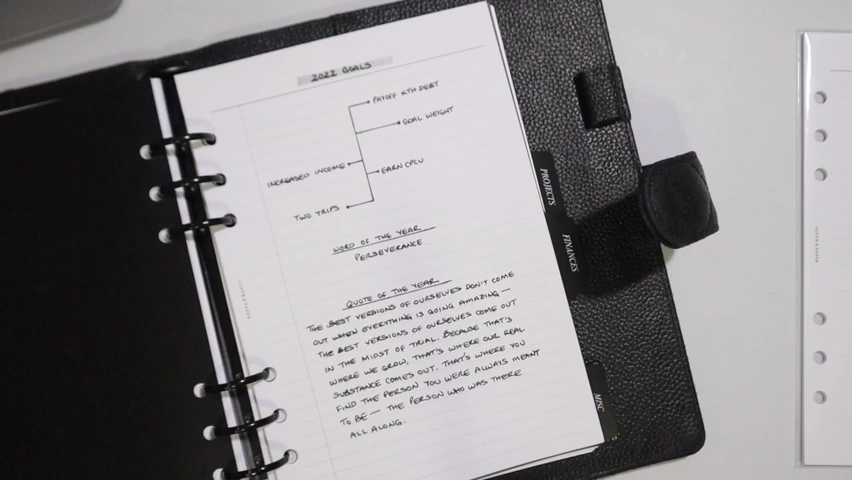 2022 GOALS
PAYOFF KTM DEBT
GOAL WEIGHT
INCREASED INCOME
EARN CPCU
TWO TRIPS
WORD OF THE YEAR
PERSEVERANCE
QUOTE OF THE YEAR
THE BEST VERSIONS OF OURSELVES DON'T COME
OUT WHEN EVERYTHING IS GOING AMAZING —
THE BEST VERSIONS OF OURSELVES COME OUT
IN THE MIDST OF TRIAL. BECAUSE THAT'S
WHERE WE GROW, THAT'S WHERE OUR REAL
SUBSTANCE COMES OUT. THAT'S WHERE YOU
FIND THE PERSON YOU WERE ALWAYS MEANT
TO BE — THE PERSON WHO WAS THERE
ALL ALONG.
PROJECTS
FINANCES
MISC